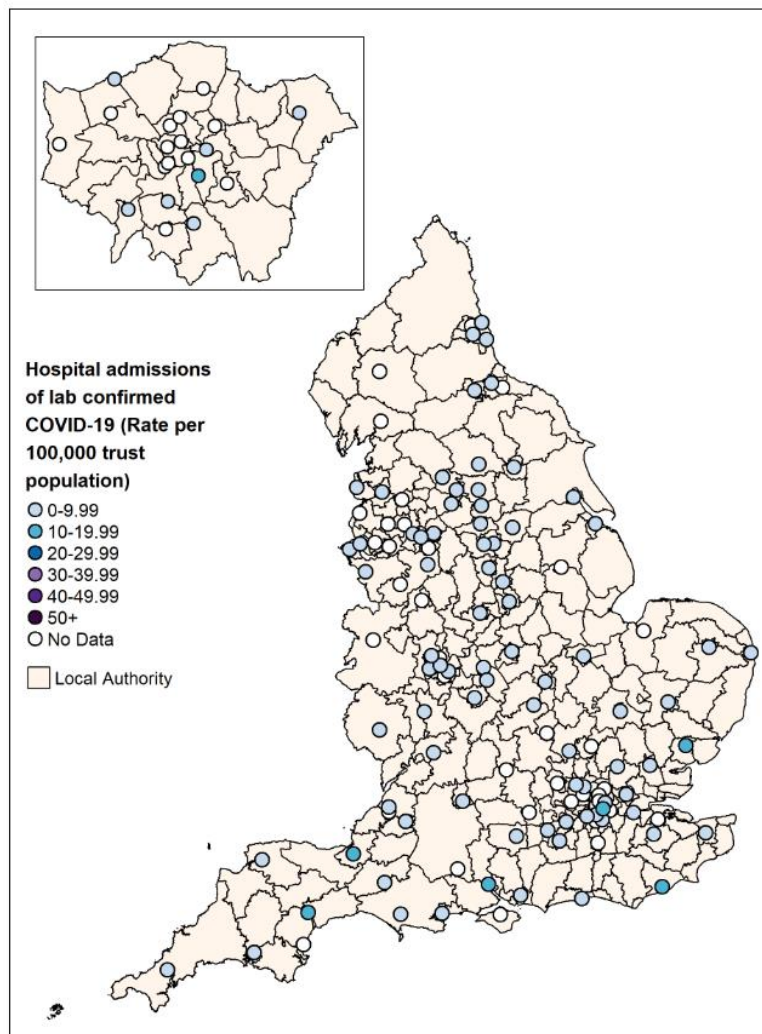 Hospital admissions
of lab confirmed
COVID-19 (Rate per
100,000 trust
population)
0-9.99
10-19.99
20-29.99
30-39.99
40-49.99
50+
No Data
Local Authority